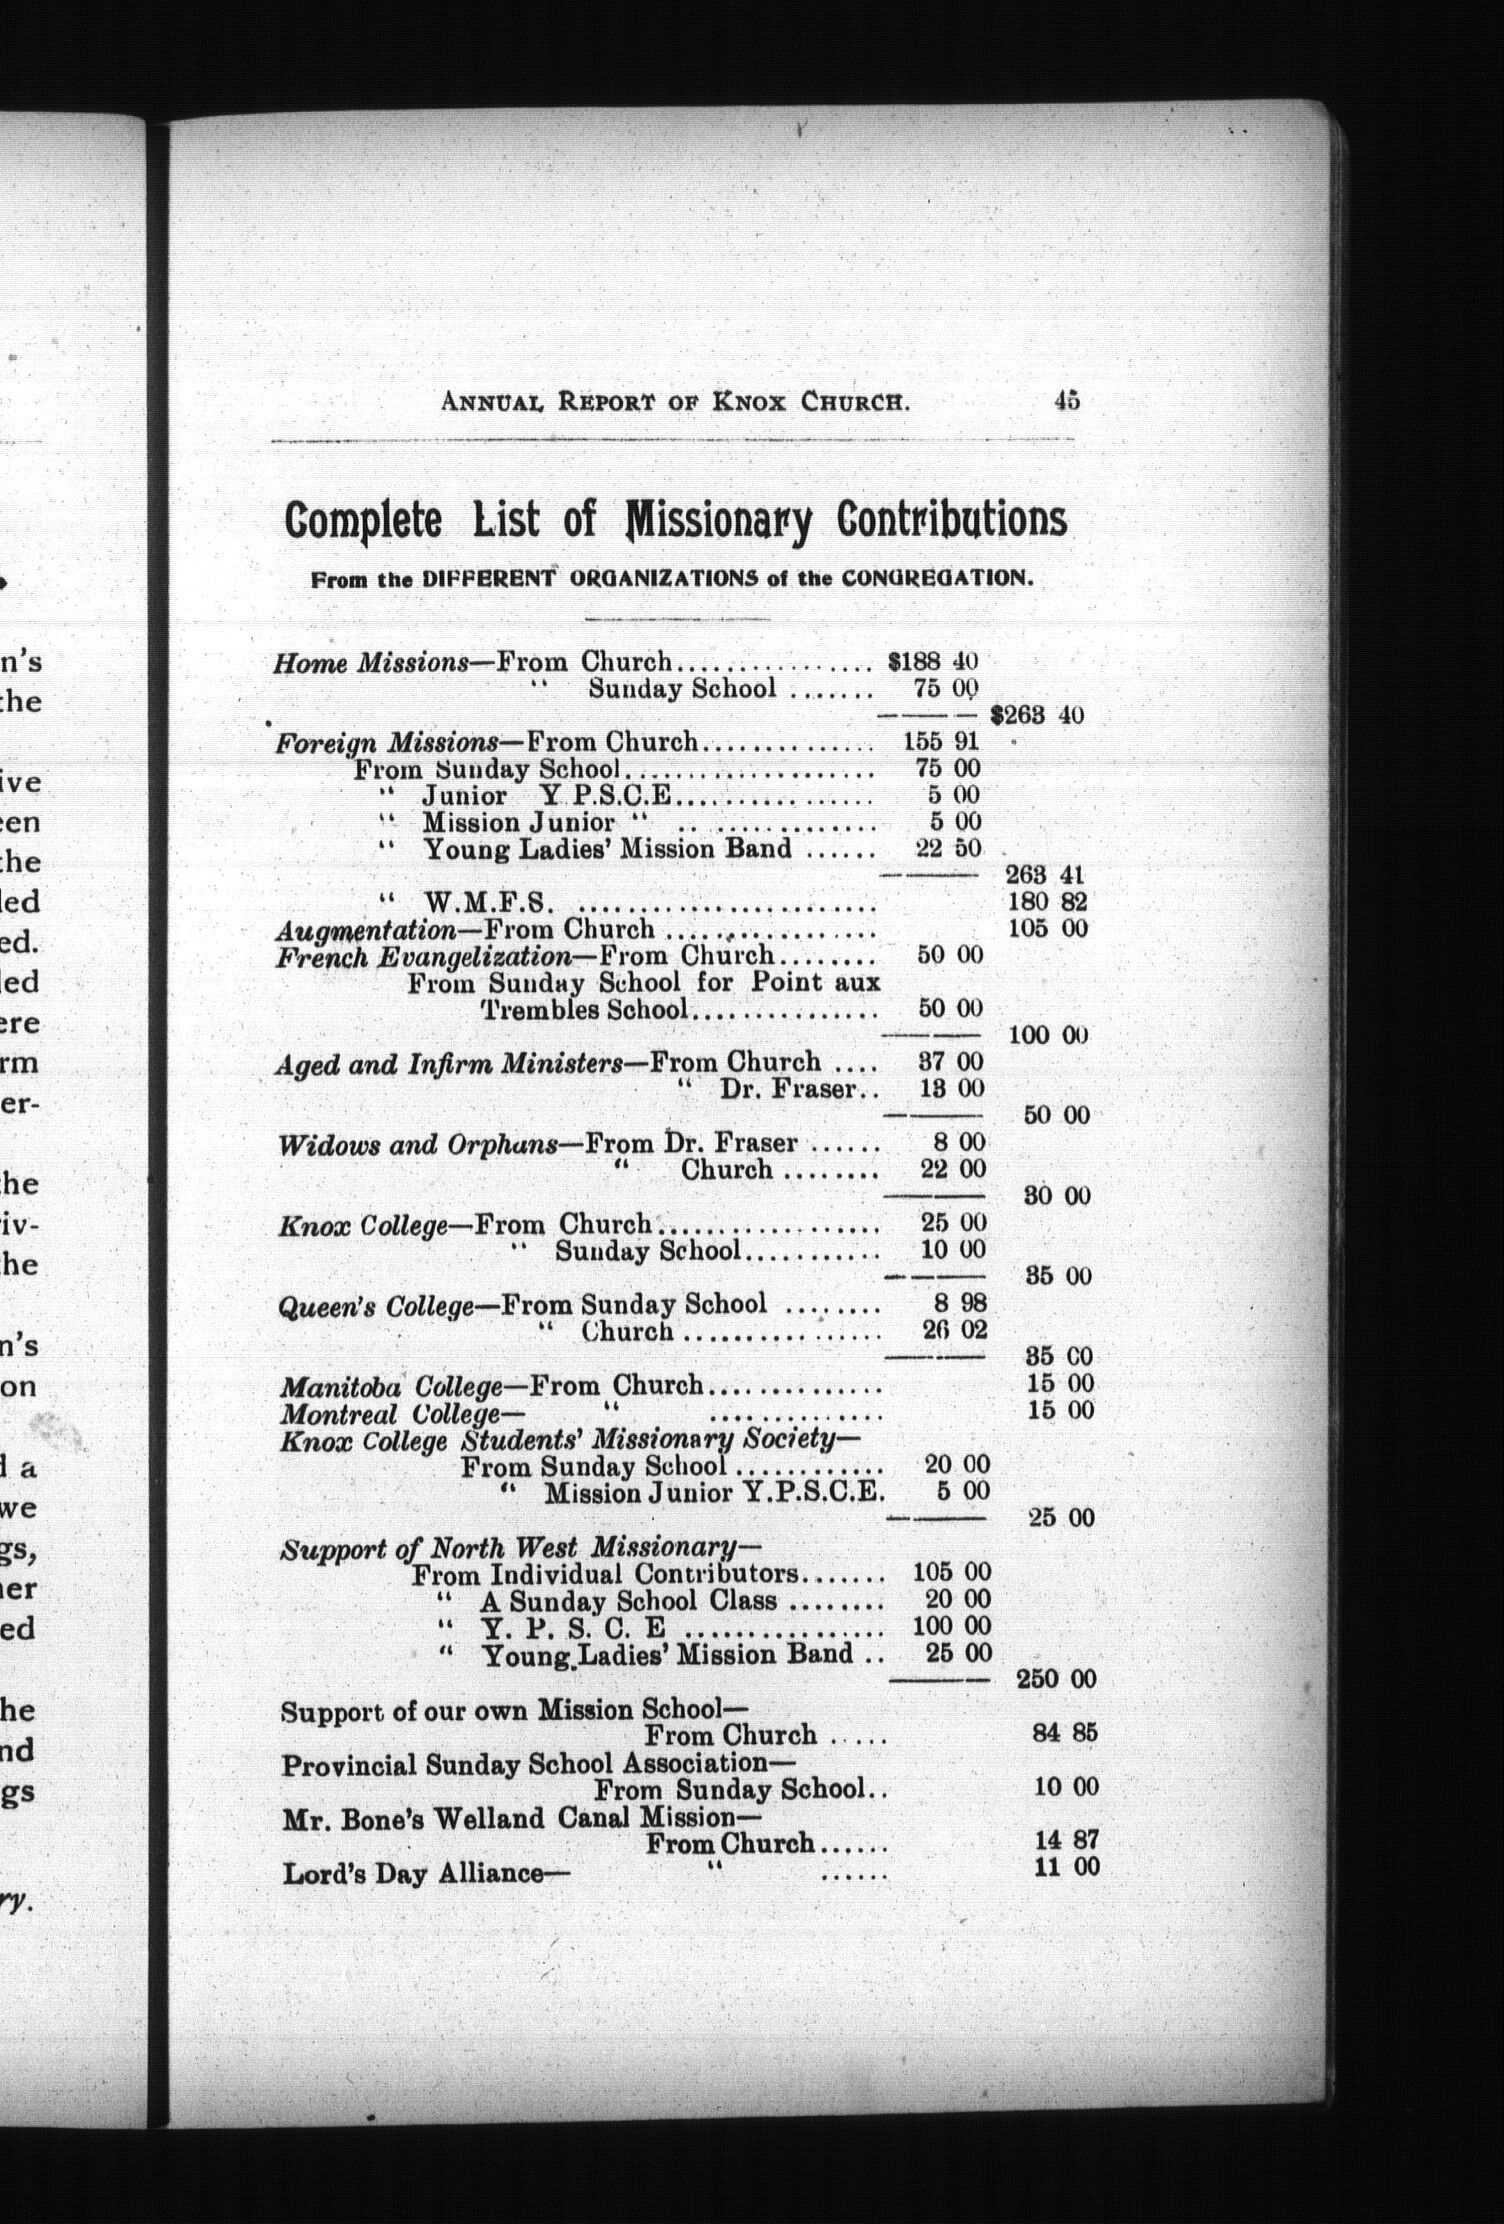 ANNUAL REPORT OF KNOX CHURCH. 45
Complete List of Missionary Contributions
From the DIFFERENT ORGANIZATIONS of the CONGREGATION.
Home Missions—From Church................ $188 40
" Sunday School ....... 75 00
$263 40
Foreign Missions—From Church.............. 155 91
From Sunday School.................... 75 00
" Junior Y P.S.C.E................ 5 00
" Mission Junior " .. ............. 5 00
" Young Ladies' Mission Band ...... 22 50
263 41
" W.M.F.S. ........................ 180 82
Augmentation—From Church ................. 105 00
French Evangelization—From Church........ 50 00
From Sunday School for Point aux
Trembles School............... 50 00
100 00
Aged and Infirm Ministers—From Church .... 37 00
" Dr. Fraser.. 13 00
50 00
Widows and Orphans—From Dr. Fraser ...... 8 00
" Church ........ 22 00
30 00
Knox College—From Church.................. 25 00
" Sunday School........... 10 00
35 00
Queen's College—From Sunday School ........ 8 98
" Church ................ 26 02
35 00
Manitoba College—From Church.............. 15 00
Montreal College— " .............. 15 00
Knox College Students' Missionary Society—
From Sunday School ............ 20 00
" Mission Junior Y.P.S.C.E. 5 00
25 00
Support of North West Missionary—
From Individual Contributors....... 105 00
" A Sunday School Class ........ 20 00
" Y. P. S. C. E ................ 100 00
" Young Ladies' Mission Band .. 25 00
250 00
Support of our own Mission School—
From Church ..... 84 85
Provincial Sunday School Association—
From Sunday School.. 10 00
Mr. Bone's Welland Canal Mission—
From Church...... 14 87
Lord's Day Alliance— " ...... 11 00